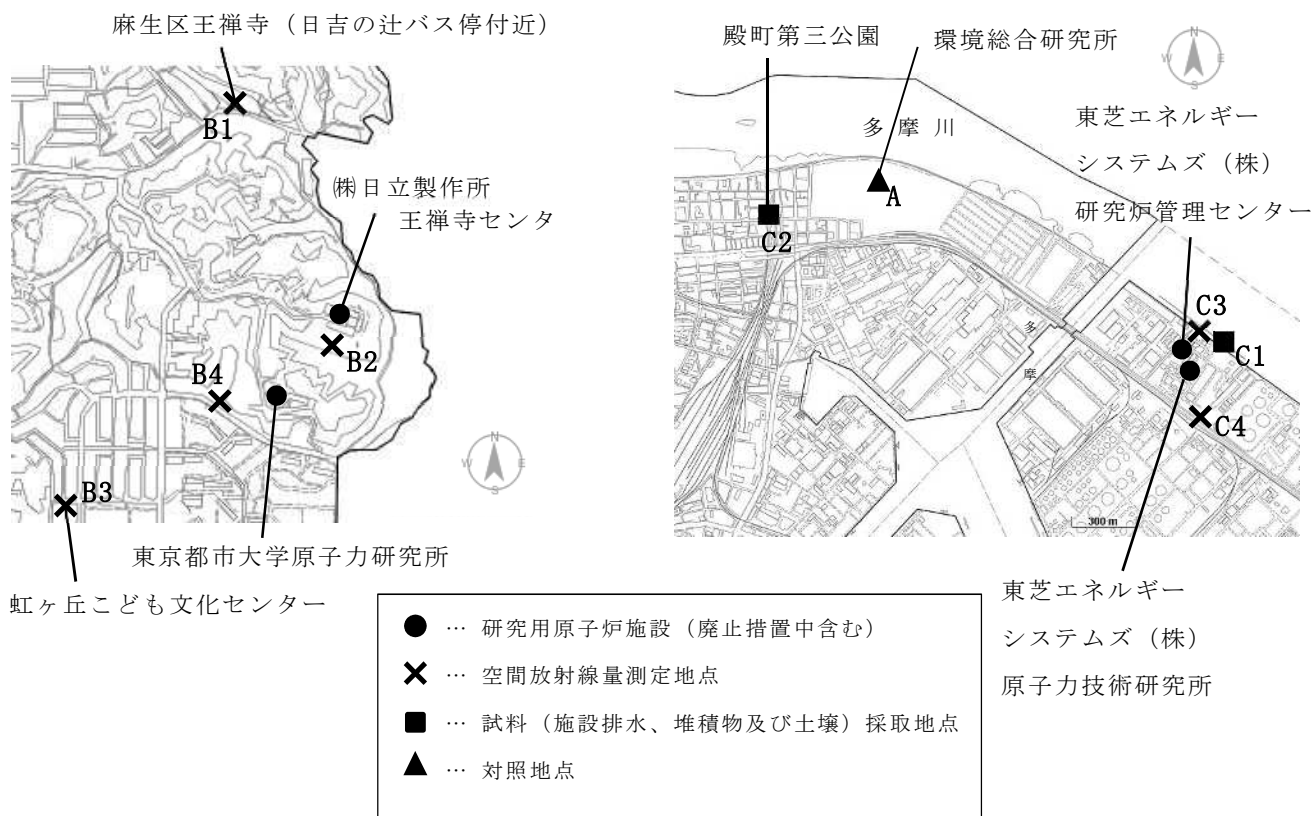 麻生区王禅寺（日吉の辻バス停付近）
B1
㈱日立製作所
王禅寺センタ
B2
B4
B3
N
W
E
S
東京都市大学原子力研究所
虹ヶ丘こども文化センター
殿町第三公園
環境総合研究所
N
W
E
S
多摩川
東芝エネルギー
システムズ（株）
研究炉管理センター
A
C2
C3
C1
C4
多
摩
300 m
東芝エネルギー
システムズ（株）
原子力技術研究所
● … 研究用原子炉施設（廃止措置中含む）
× … 空間放射線量測定地点
■ … 試料（施設排水、堆積物及び土壌）採取地点
▲ … 対照地点